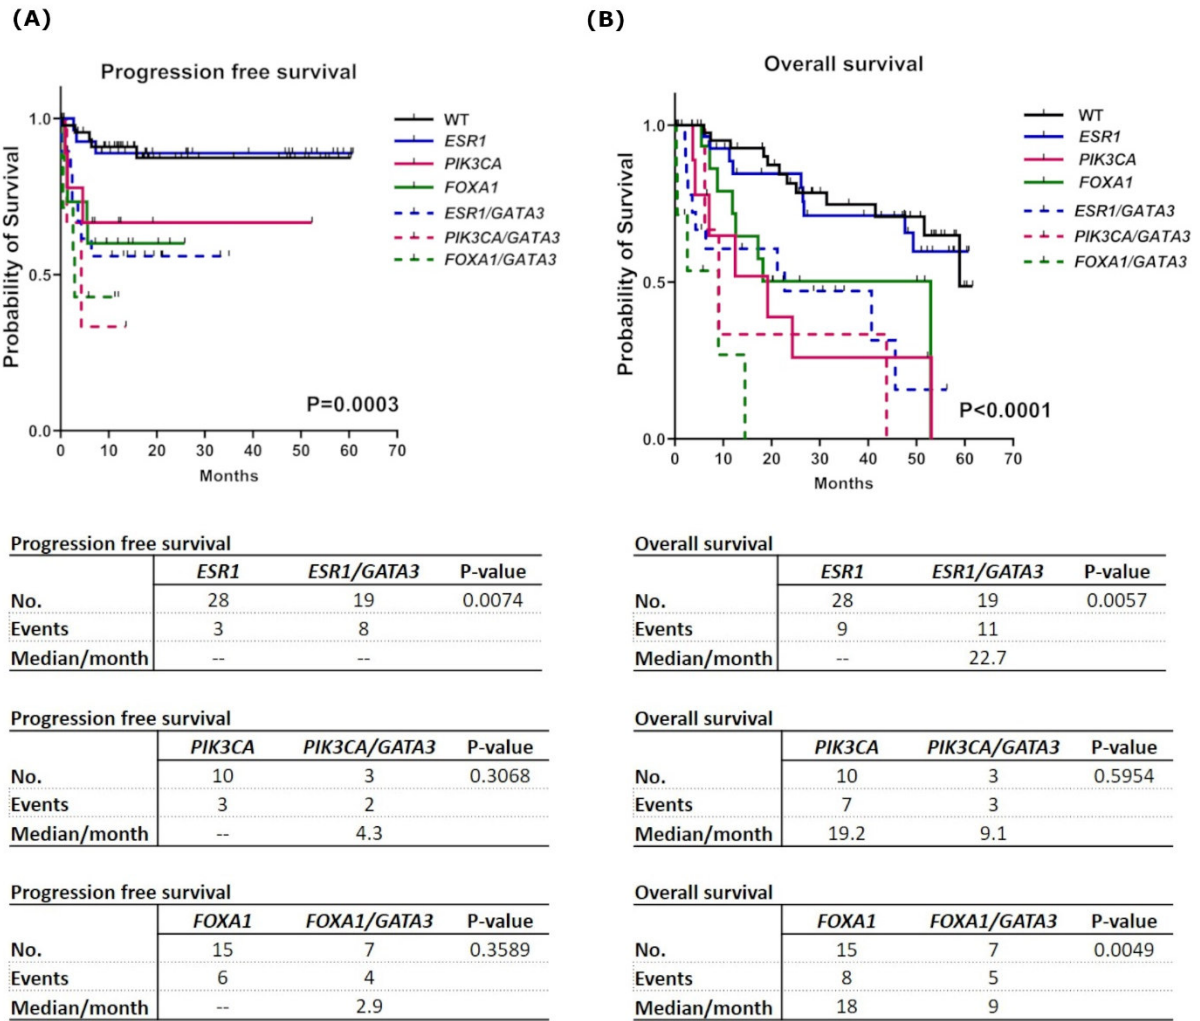 (A)
Progression free survival
Probability of Survival
1.0
0.5
0.0
0 10 20 30 40 50 60 70
Months
WT
ESR1
PIK3CA
FOXA1
ESR1/GATA3
PIK3CA/GATA3
FOXA1/GATA3
P=0.0003
(B)
Overall survival
Probability of Survival
1.0
0.5
0.0
0 10 20 30 40 50 60 70
Months
WT
ESR1
PIK3CA
FOXA1
ESR1/GATA3
PIK3CA/GATA3
FOXA1/GATA3
P<0.0001
Progression free survival
ESR1 ESR1/GATA3 P-value
No. 28 19 0.0074
Events 3 8
Median/month -- --
Overall survival
ESR1 ESR1/GATA3 P-value
No. 28 19 0.0057
Events 9 11
Median/month -- 22.7
Progression free survival
PIK3CA PIK3CA/GATA3 P-value
No. 10 3 0.3068
Events 3 2
Median/month -- 4.3
Overall survival
PIK3CA PIK3CA/GATA3 P-value
No. 10 3 0.5954
Events 7 3
Median/month 19.2 9.1
Progression free survival
FOXA1 FOXA1/GATA3 P-value
No. 15 7 0.3589
Events 6 4
Median/month -- 2.9
Overall survival
FOXA1 FOXA1/GATA3 P-value
No. 15 7 0.0049
Events 8 5
Median/month 18 9